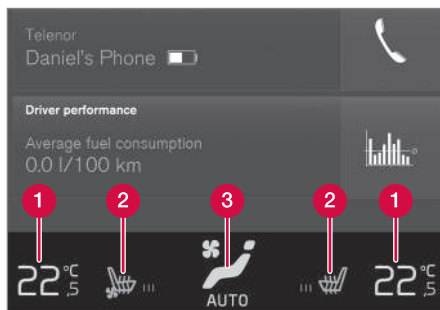 Telenor
Daniel's Phone
Driver performance
Average fuel consumption
0.0 l/100 km
1 2 3 2 1
22 °C ,5 22 °C ,5
AUTO